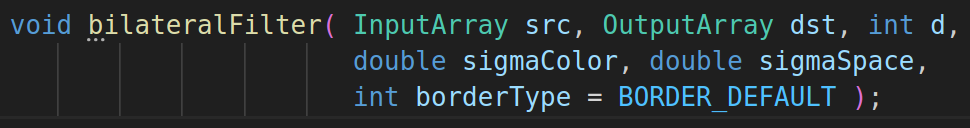 void bilateralFilter( InputArray src, OutputArray dst, int d,
double sigmaColor, double sigmaSpace,
int borderType = BORDER_DEFAULT );